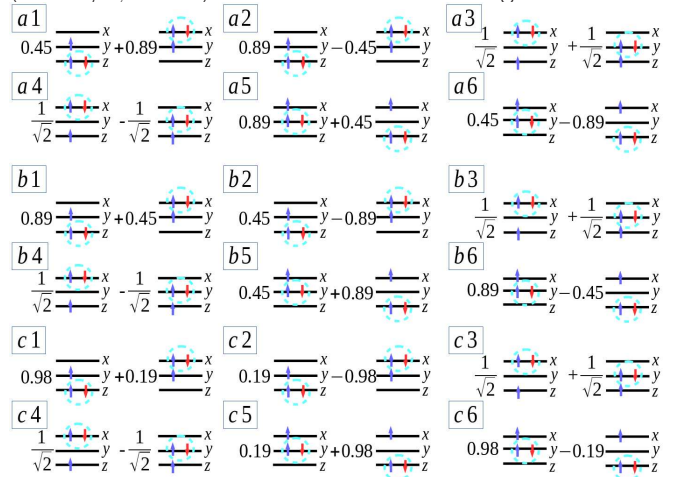 a1 a2 a3
0.45 x y z +0.89 x y z 0.89 x y z −0.45 x y z 1/√2 x y z + 1/√2 x y z
a4 a5 a6
1/√2 x y z - 1/√2 x y z 0.89 x y z +0.45 x y z 0.45 x y z −0.89 x y z
b1 b2 b3
0.89 x y z +0.45 x y z 0.45 x y z −0.89 x y z 1/√2 x y z + 1/√2 x y z
b4 b5 b6
1/√2 x y z - 1/√2 x y z 0.45 x y z +0.89 x y z 0.89 x y z −0.45 x y z
c1 c2 c3
0.98 x y z +0.19 x y z 0.19 x y z −0.98 x y z 1/√2 x y z + 1/√2 x y z
c4 c5 c6
1/√2 x y z - 1/√2 x y z 0.19 x y z +0.98 x y z 0.98 x y z −0.19 x y z